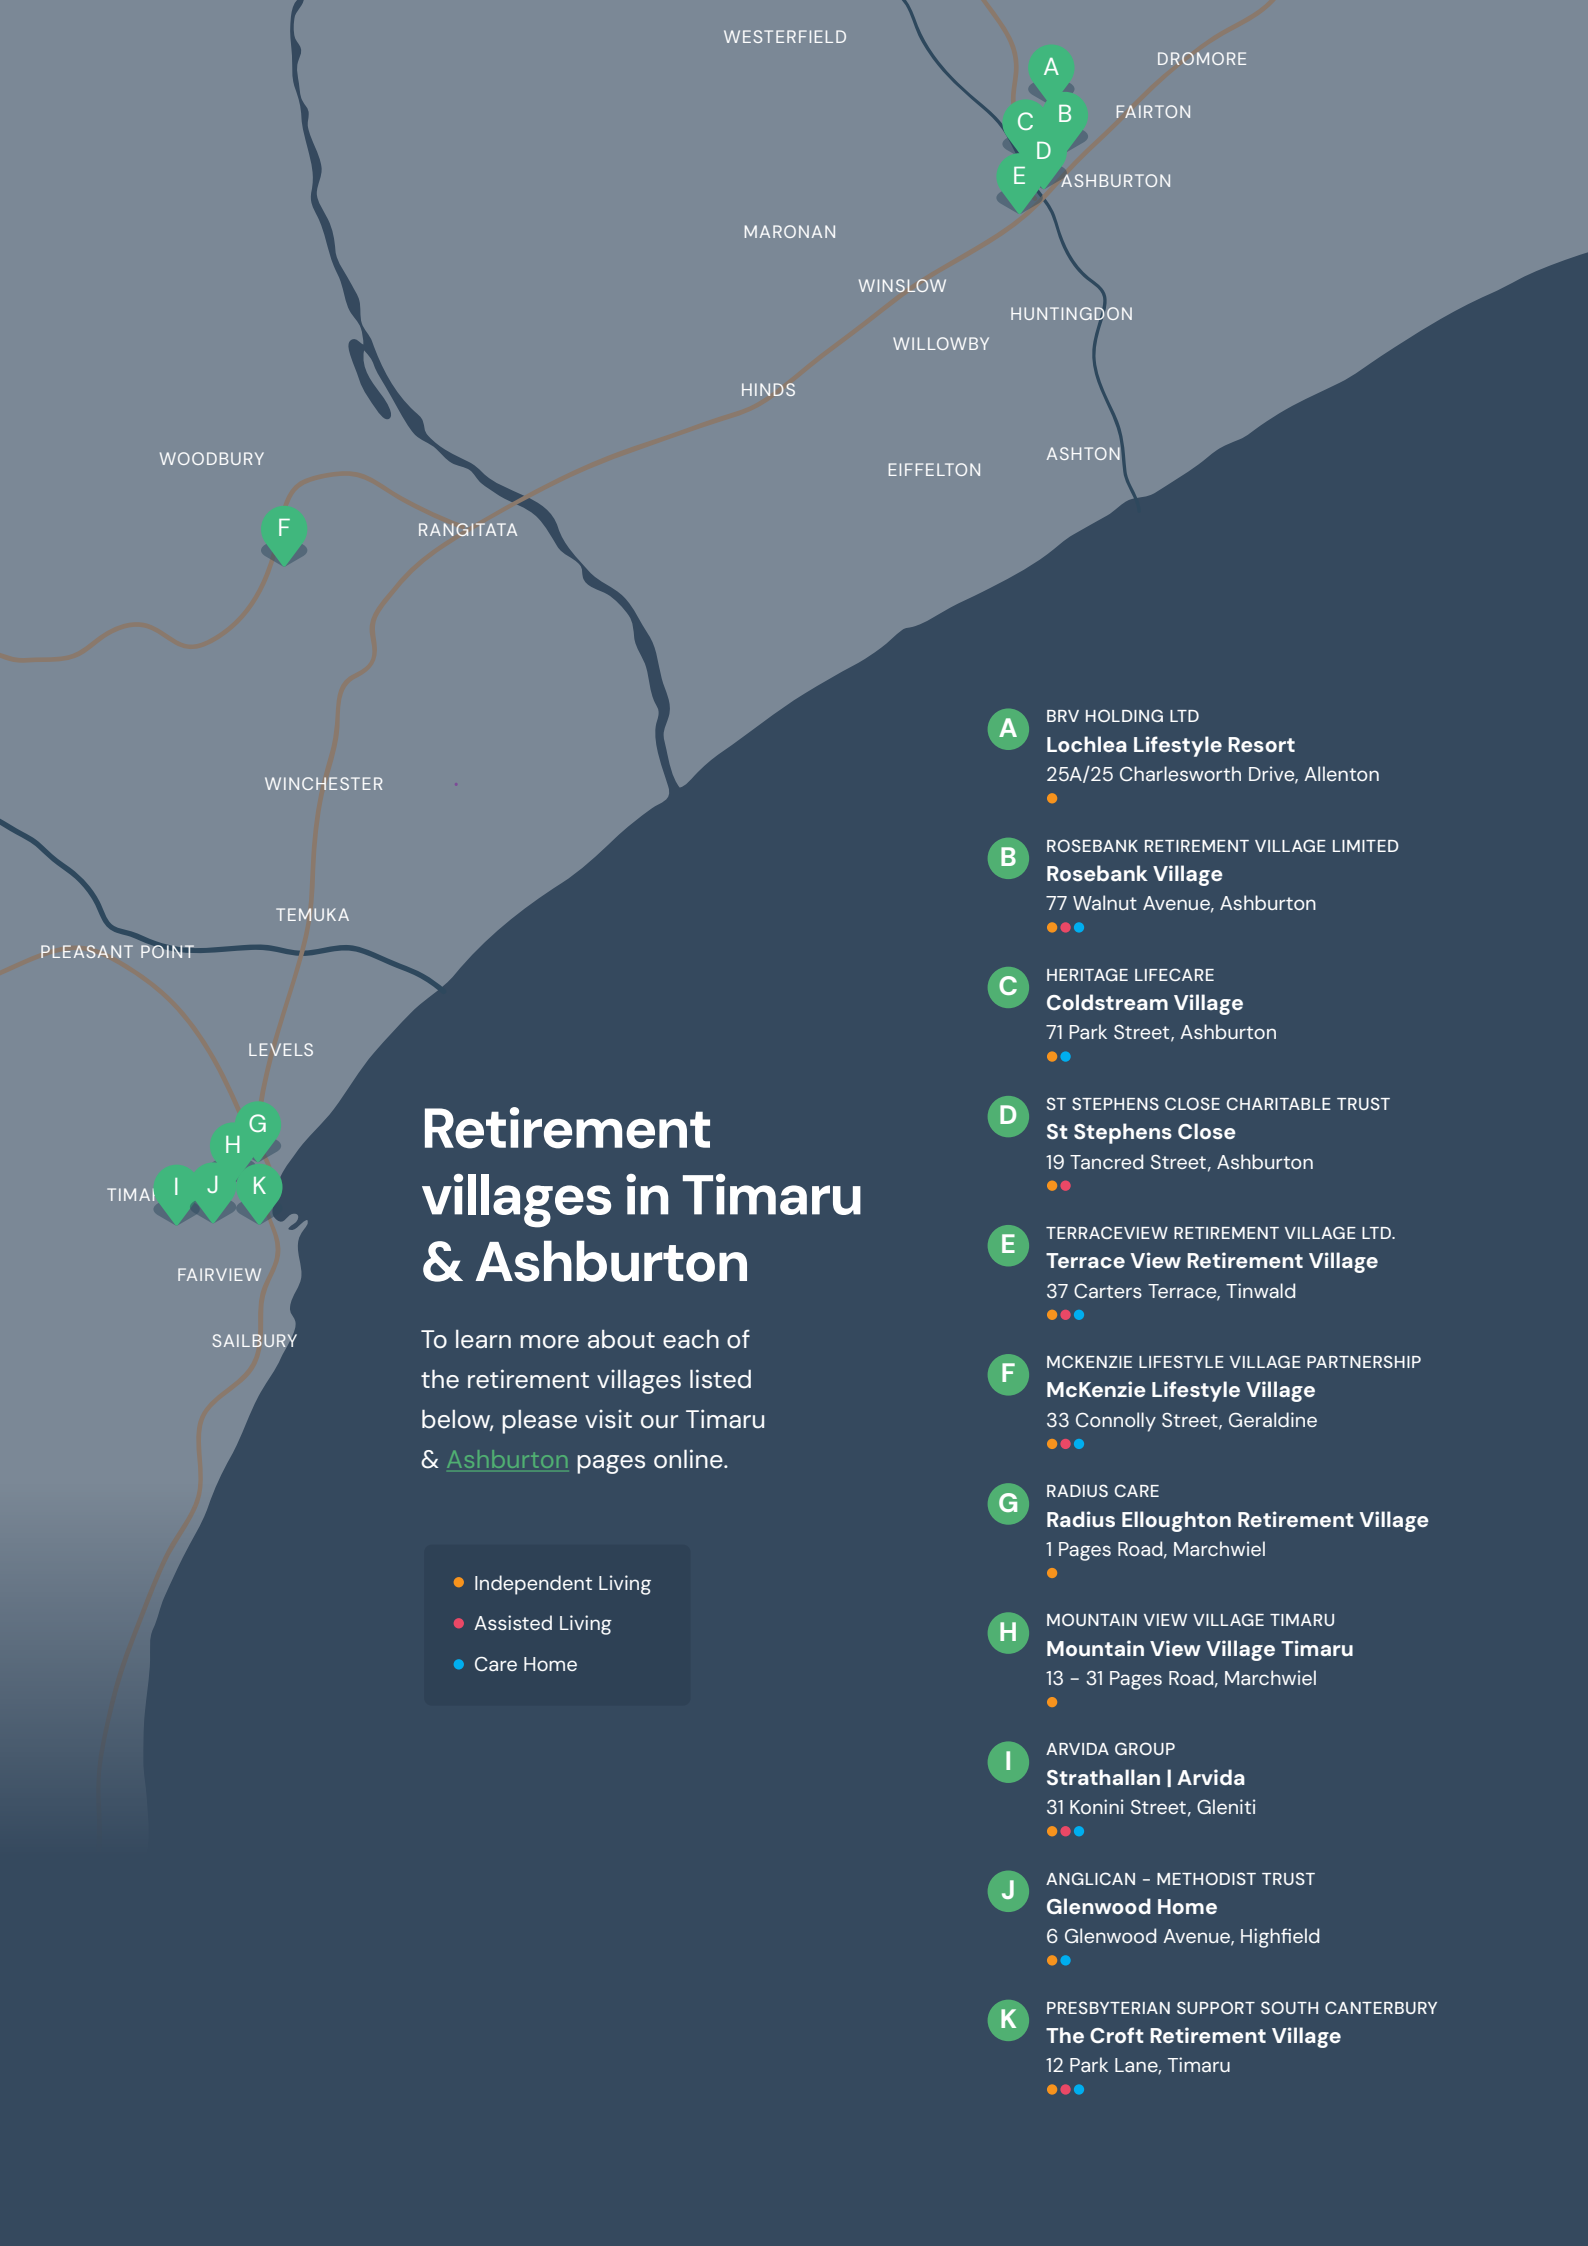 WESTERFIELD
DROMORE
A
FAIRTON
B
C
D
E
ASHBURTON
MARONAN
WINSLOW
HUNTINGDON
WILLOWBY
HINDS
ASHTON
WOODBURY
EIFFELTON
F
RANGITATA
WINCHESTER
TEMUKA
PLEASANT POINT
LEVELS
G
H
I
J
K
FAIRVIEW
SAILBURY
Retirement
villages in Timaru
& Ashburton
To learn more about each of
the retirement villages listed
below, please visit our Timaru
& Ashburton pages online.
Independent Living
Assisted Living
Care Home
A
BRV HOLDING LTD
Lochlea Lifestyle Resort
25A/25 Charlesworth Drive, Allenton
B
ROSEBANK RETIREMENT VILLAGE LIMITED
Rosebank Village
77 Walnut Avenue, Ashburton
C
HERITAGE LIFECARE
Coldstream Village
71 Park Street, Ashburton
D
ST STEPHENS CLOSE CHARITABLE TRUST
St Stephens Close
19 Tancred Street, Ashburton
E
TERRACEVIEW RETIREMENT VILLAGE LTD.
Terrace View Retirement Village
37 Carters Terrace, Tinwald
F
MCKENZIE LIFESTYLE VILLAGE PARTNERSHIP
McKenzie Lifestyle Village
33 Connolly Street, Geraldine
G
RADIUS CARE
Radius Elloughton Retirement Village
1 Pages Road, Marchwiel
H
MOUNTAIN VIEW VILLAGE TIMARU
Mountain View Village Timaru
13 - 31 Pages Road, Marchwiel
I
ARVIDA GROUP
Strathallan | Arvida
31 Konini Street, Gleniti
J
ANGLICAN - METHODIST TRUST
Glenwood Home
6 Glenwood Avenue, Highfield
K
PRESBYTERIAN SUPPORT SOUTH CANTERBURY
The Croft Retirement Village
12 Park Lane, Timaru